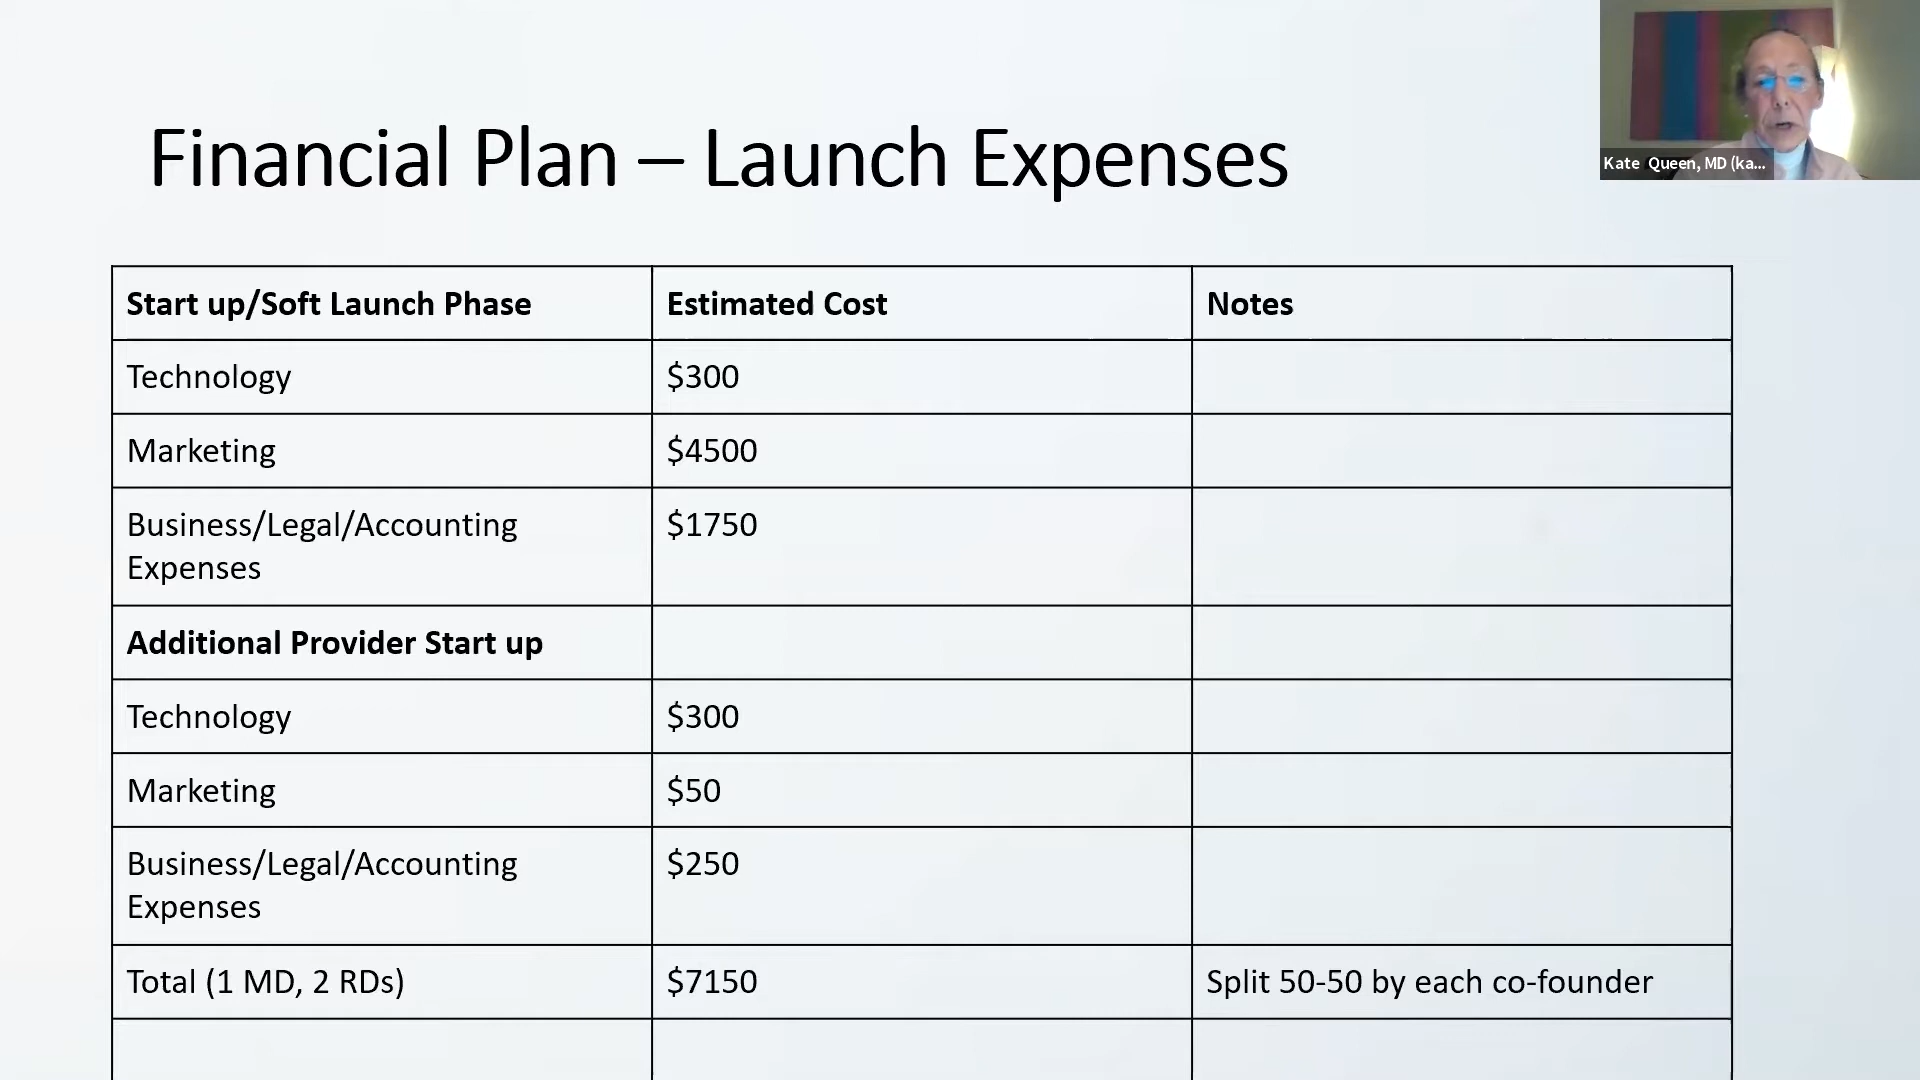 Kate Queen, MD (ka...
Financial Plan – Launch Expenses
Start up/Soft Launch Phase
Estimated Cost
Notes
Technology
$300
Marketing
$4500
Business/Legal/Accounting
Expenses
$1750
Additional Provider Start up
Technology
$300
Marketing
$50
Business/Legal/Accounting
Expenses
$250
Total (1 MD, 2 RDs)
$7150
Split 50-50 by each co-founder